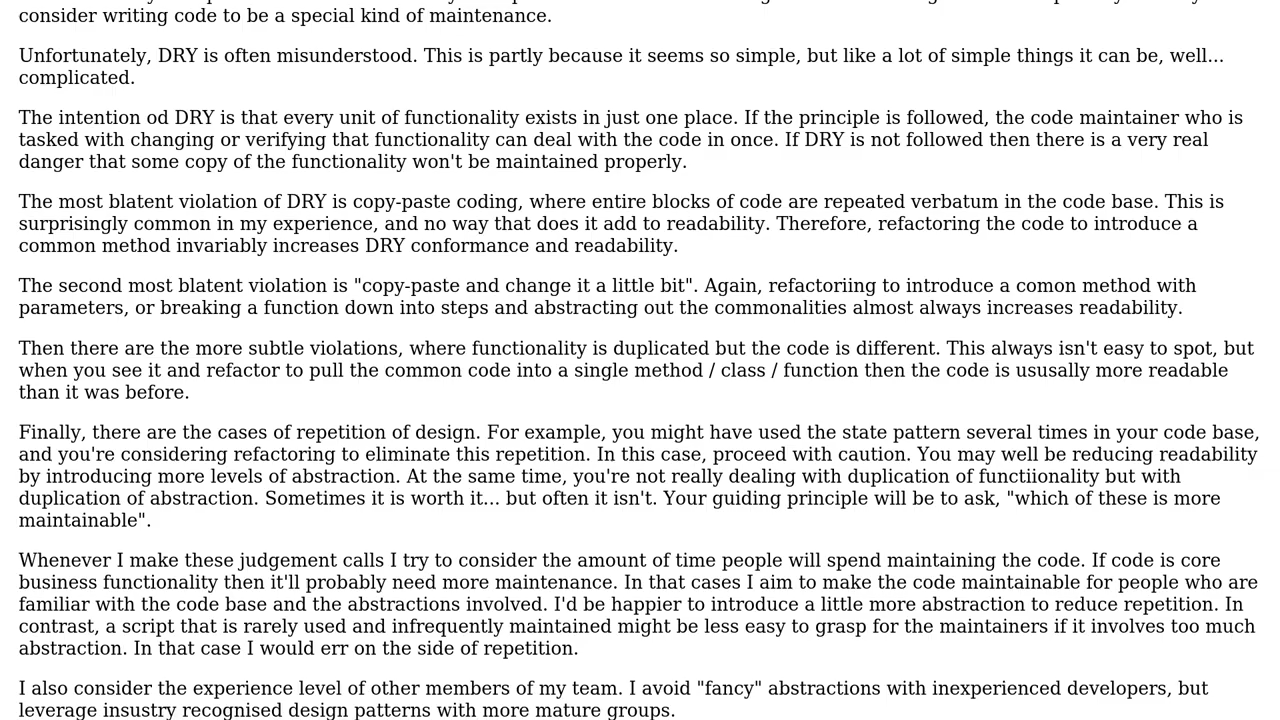 consider writing code to be a special kind of maintenance.
Unfortunately, DRY is often misunderstood. This is partly because it seems so simple, but like a lot of simple things it can be, well...
complicated.
The intention od DRY is that every unit of functionality exists in just one place. If the principle is followed, the code maintainer who is
tasked with changing or verifying that functionality can deal with the code in once. If DRY is not followed then there is a very real
danger that some copy of the functionality won't be maintained properly.
The most blatent violation of DRY is copy-paste coding, where entire blocks of code are repeated verbatum in the code base. This is
surprisingly common in my experience, and no way that does it add to readability. Therefore, refactoring the code to introduce a
common method invariably increases DRY conformance and readability.
The second most blatent violation is "copy-paste and change it a little bit". Again, refactoriing to introduce a comon method with
parameters, or breaking a function down into steps and abstracting out the commonalities almost always increases readability.
Then there are the more subtle violations, where functionality is duplicated but the code is different. This always isn't easy to spot, but
when you see it and refactor to pull the common code into a single method / class / function then the code is ususally more readable
than it was before.
Finally, there are the cases of repetition of design. For example, you might have used the state pattern several times in your code base,
and you're considering refactoring to eliminate this repetition. In this case, proceed with caution. You may well be reducing readability
by introducing more levels of abstraction. At the same time, you're not really dealing with duplication of functiionality but with
duplication of abstraction. Sometimes it is worth it... but often it isn't. Your guiding principle will be to ask, "which of these is more
maintainable".
Whenever I make these judgement calls I try to consider the amount of time people will spend maintaining the code. If code is core
business functionality then it'll probably need more maintenance. In that cases I aim to make the code maintainable for people who are
familiar with the code base and the abstractions involved. I'd be happier to introduce a little more abstraction to reduce repetition. In
contrast, a script that is rarely used and infrequently maintained might be less easy to grasp for the maintainers if it involves too much
abstraction. In that case I would err on the side of repetition.
I also consider the experience level of other members of my team. I avoid "fancy" abstractions with inexperienced developers, but
leverage insustry recognised design patterns with more mature groups.